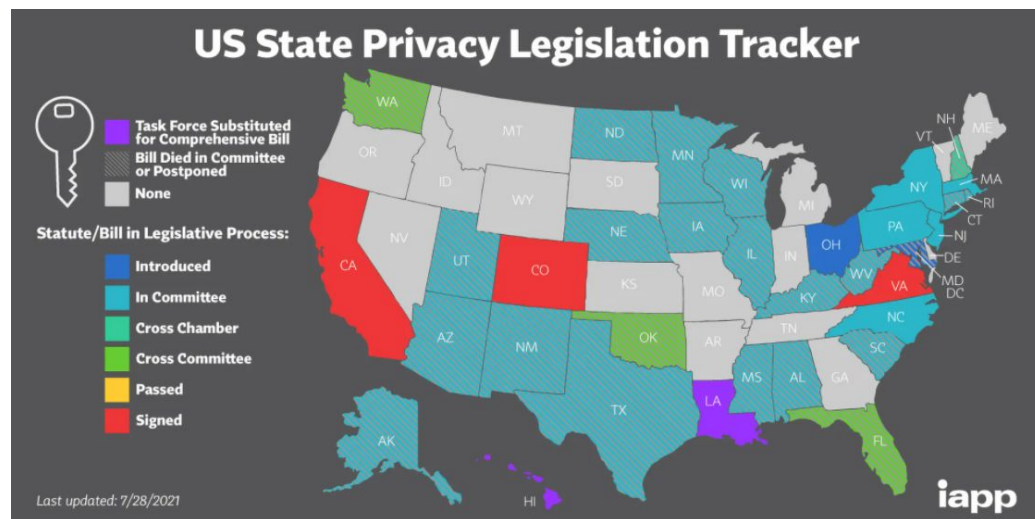 US State Privacy Legislation Tracker
Task Force Substituted
for Comprehensive Bill
Bill Died in Committee
or Postponed
None
Statute/Bill in Legislative Process:
Introduced
In Committee
Cross Chamber
Cross Committee
Passed
Signed
WA
OR
CA
NV
ID
MT
WY
UT
AZ
CO
NM
ND
SD
NE
KS
OK
TX
MN
IA
MO
AR
LA
WI
IL
MI
IN
OH
KY
TN
MS
AL
GA
FL
SC
NC
VA
WV
PA
NY
VT
NH
ME
MA
RI
CT
NJ
DE
MD
DC
AK
HI
Last updated: 7/28/2021
iapp